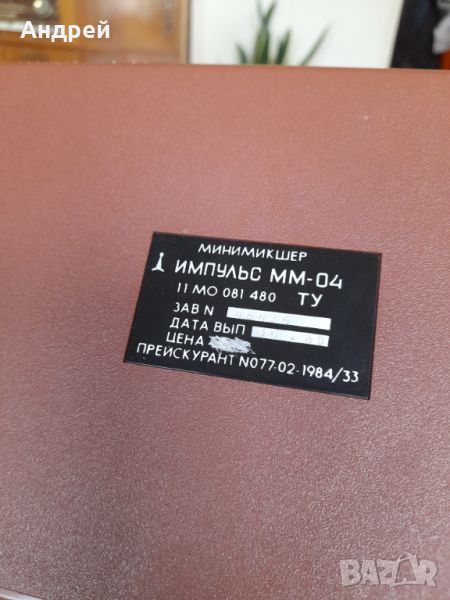 Андрей
МИНИМИКШЕР
ИМПУЛЬС ММ-04
11 МО 081 480 ТУ
ЗАВ N
ДАТА ВЫП
ЦЕНА
ПРЕЙСКУРАНТ N077-02-1984/33
BAZAR